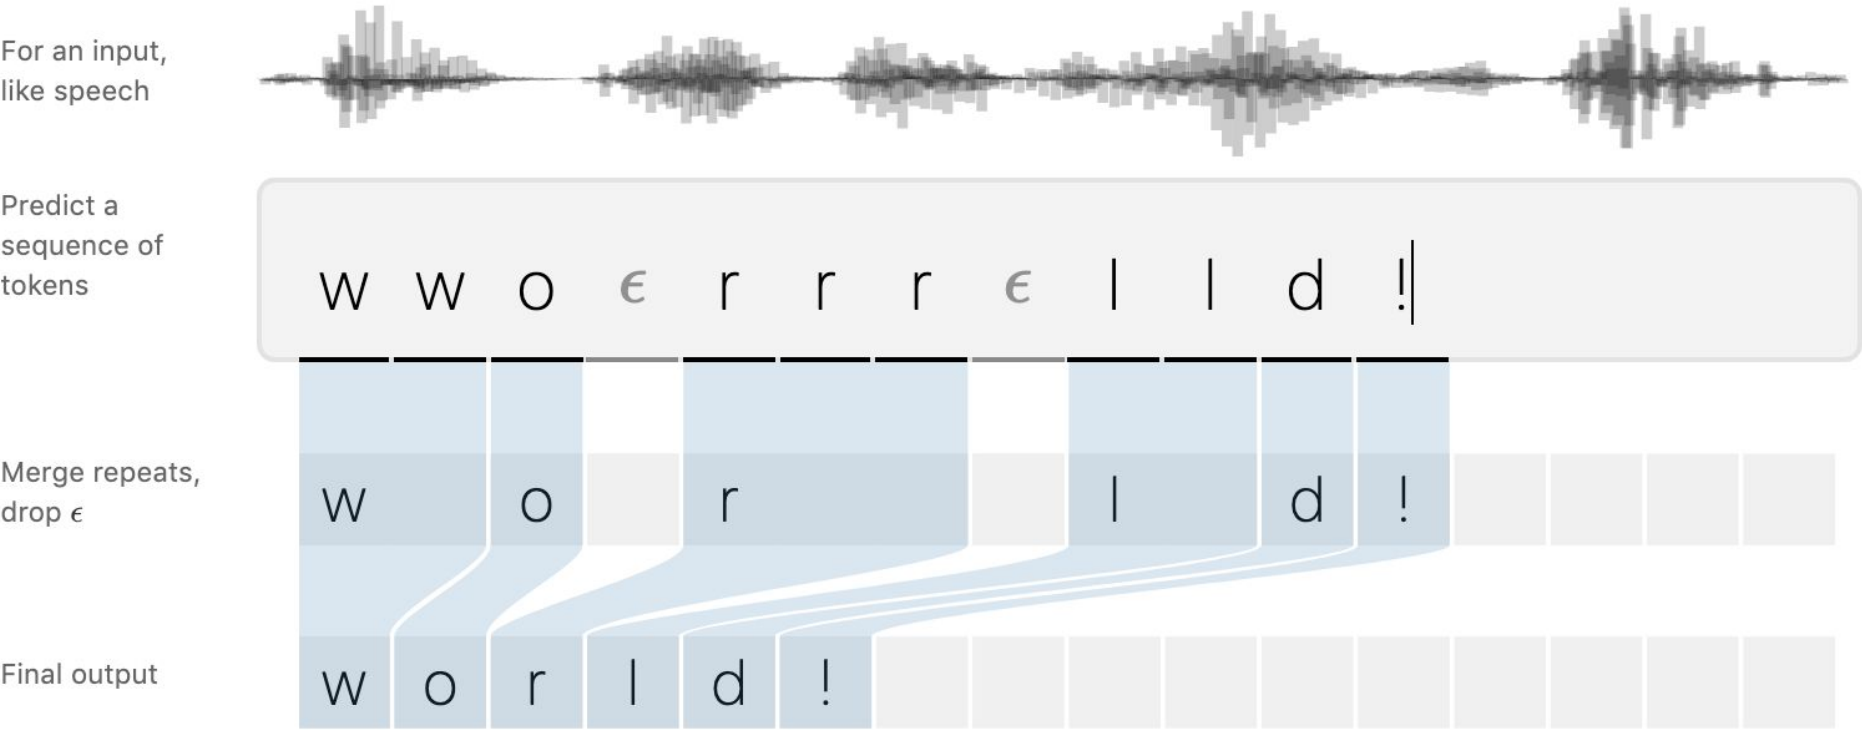 For an input,
like speech
Predict a
sequence of
tokens
w w o ϵ r r r ϵ l l d !
Merge repeats,
drop ϵ
w o r l d !
Final output
w o r l d !